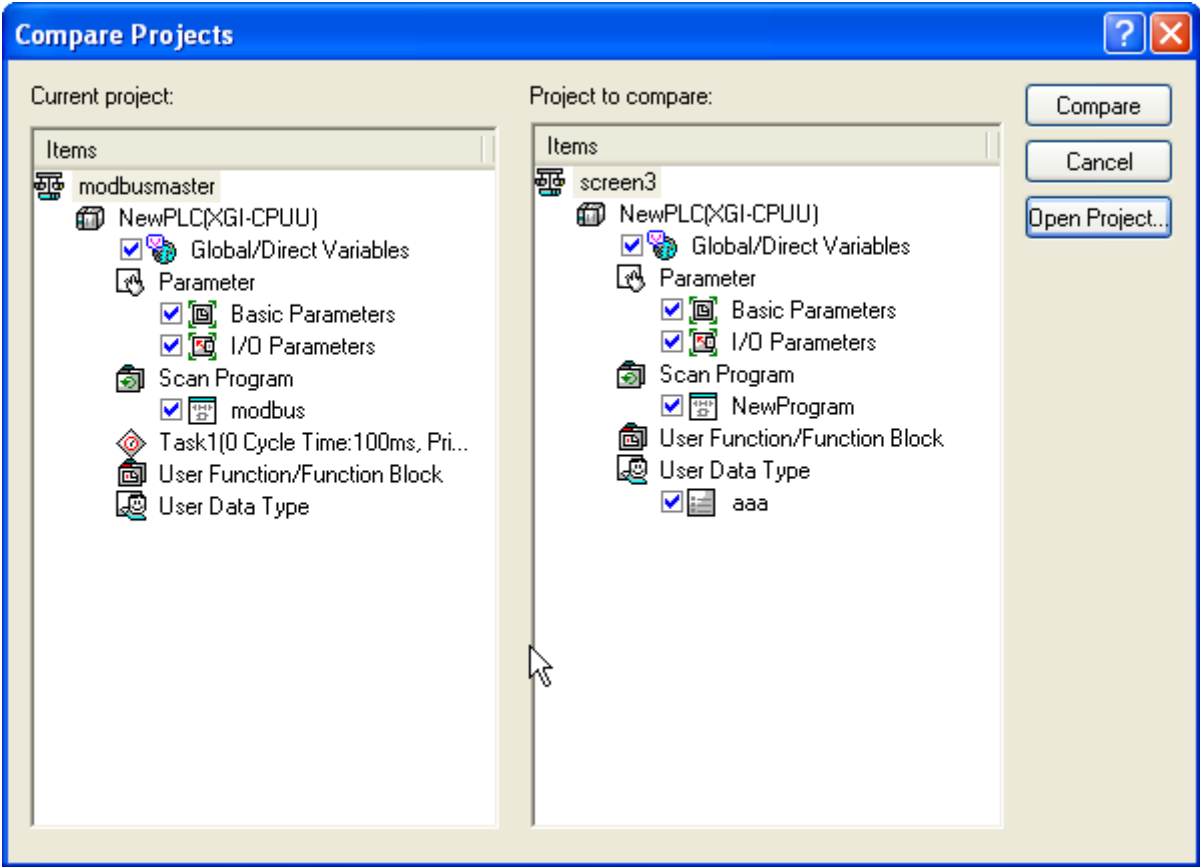 Compare Projects
Current project:
Items
modbusmaster
NewPLC(XGI-CPUU)
Global/Direct Variables
Parameter
Basic Parameters
I/O Parameters
Scan Program
modbus
Task1(0 Cycle Time:100ms, Pri...
User Function/Function Block
User Data Type
Project to compare:
Items
screen3
NewPLC(XGI-CPUU)
Global/Direct Variables
Parameter
Basic Parameters
I/O Parameters
Scan Program
NewProgram
User Function/Function Block
User Data Type
aaa
Compare
Cancel
Open Project...